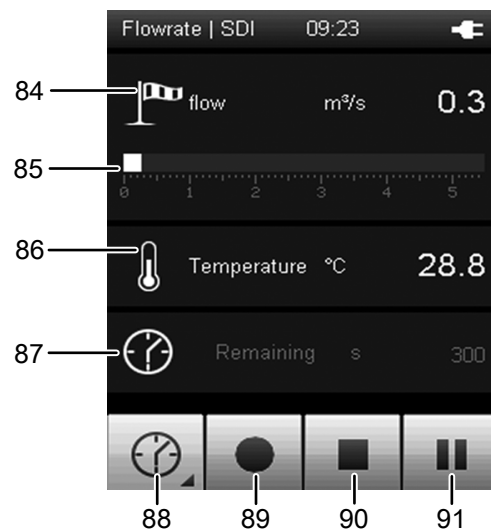 Flowrate | SDI 09:23
84 flow m³/s 0.3
85
0 1 2 3 4 5
86 Temperature °C 28.8
87 Remaining s 300
88 89 90 91